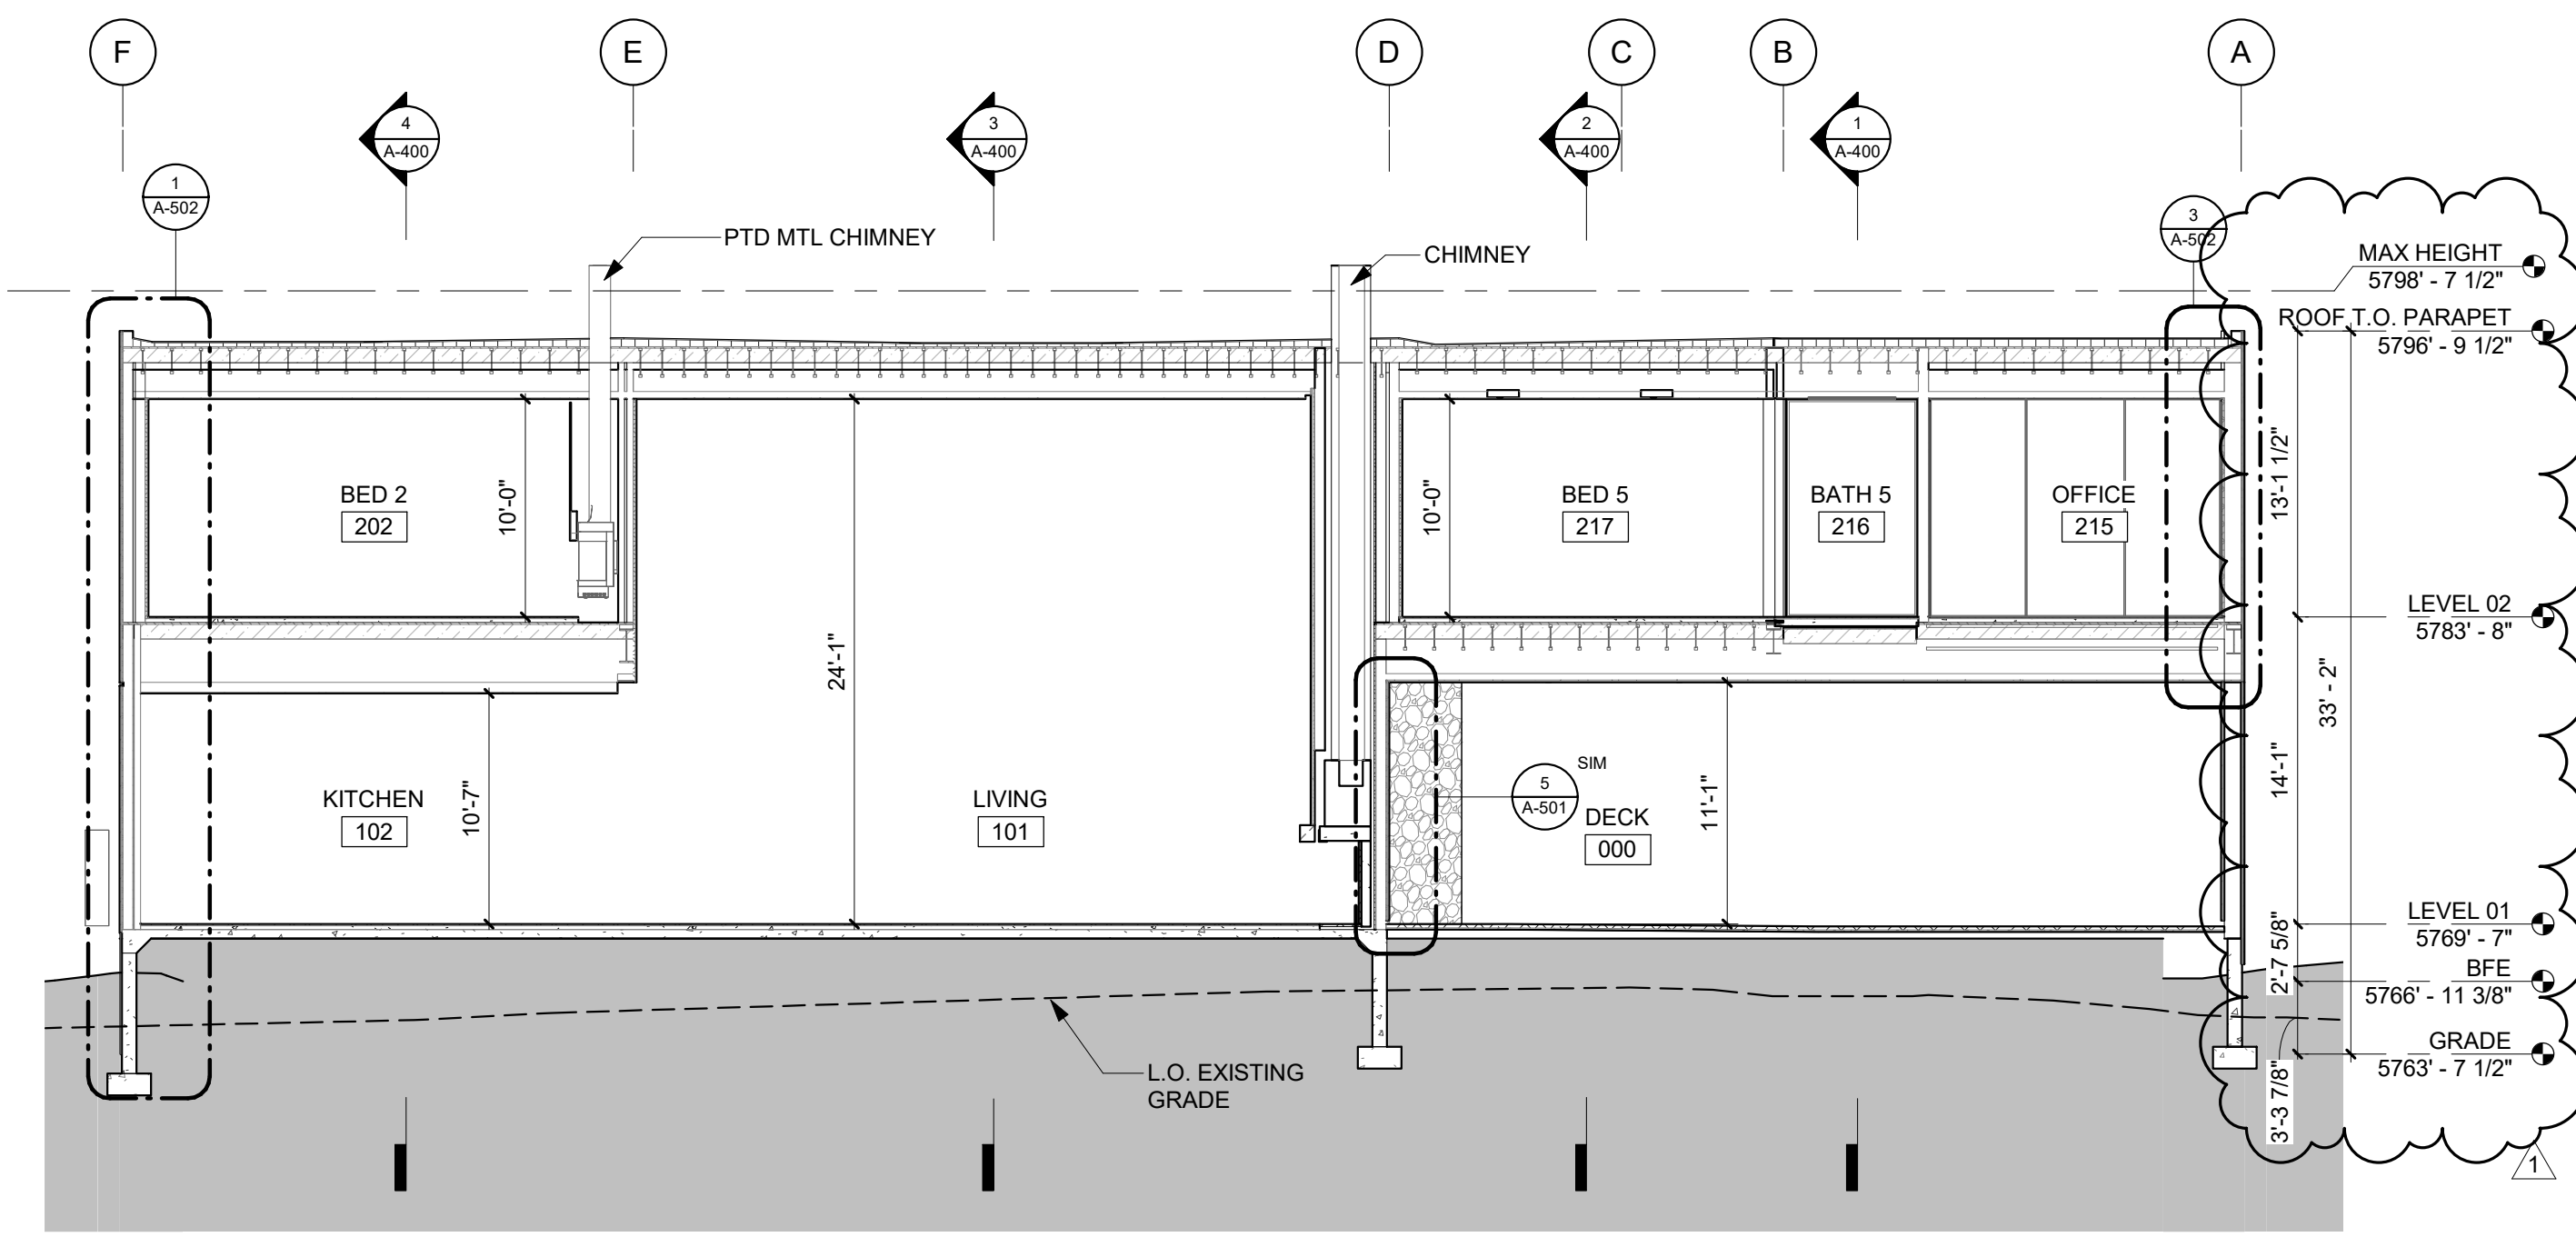 F
E
D
C
B
A
4
A-400
3
A-400
2
A-400
1
A-400
1
A-502
3
A-502
PTD MTL CHIMNEY
CHIMNEY
MAX HEIGHT
5798' - 7 1/2"
ROOF T.O. PARAPET
5796' - 9 1/2"
BED 2
202
10'-0"
24'-1"
10'-0"
BED 5
217
BATH 5
216
OFFICE
215
13'-1 1/2"
LEVEL 02
5783' - 8"
33' - 2"
KITCHEN
102
10'-7"
LIVING
101
5
A-501
SIM
DECK
000
11'-1"
14'-1"
LEVEL 01
5769' - 7"
2'-7 5/8"
BFE
5766' - 11 3/8"
GRADE
5763' - 7 1/2"
3'-3 7/8"
L.O. EXISTING
GRADE
1